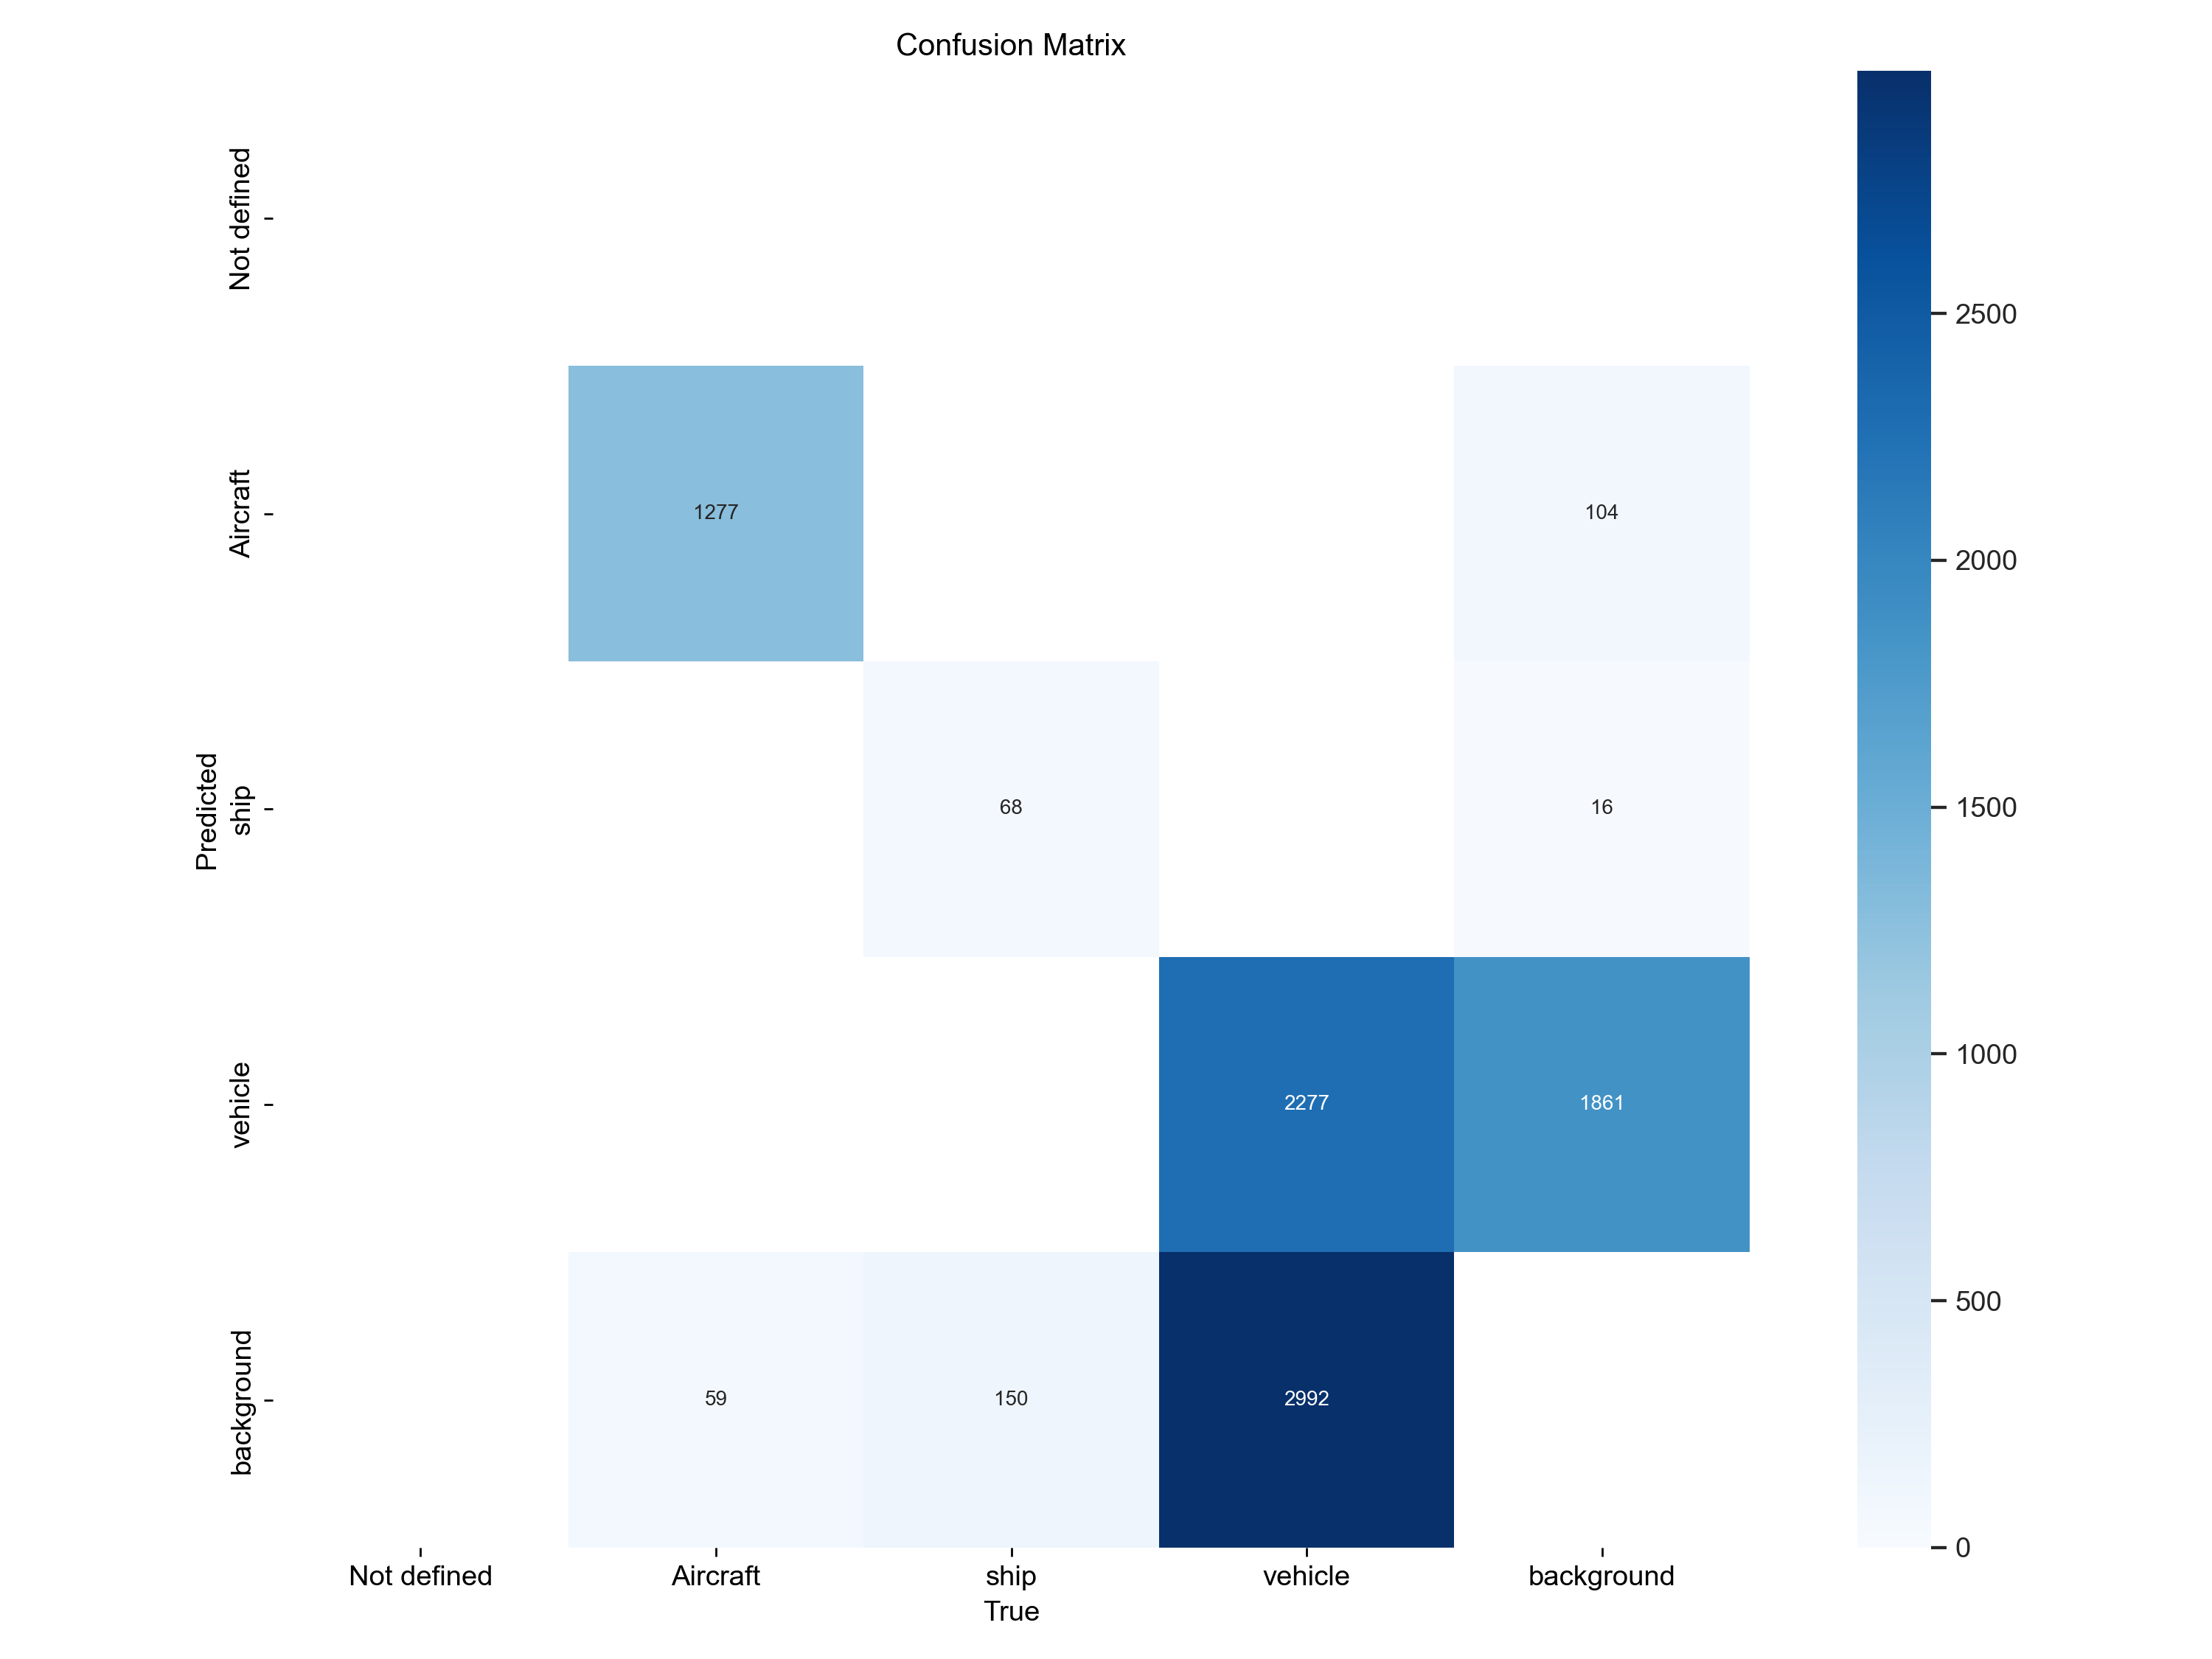 Confusion Matrix
Not defined
Aircraft
ship
vehicle
background
Predicted
1277
104
68
16
2277
1861
59
150
2992
Not defined
Aircraft
ship
vehicle
background
True
2500
2000
1500
1000
500
0